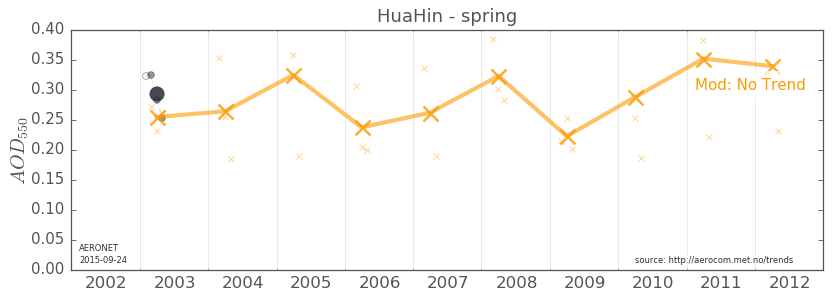 HuaHin - spring
0.40
0.35
0.30
0.25
0.20
0.15
0.10
0.05
0.00
AOD550
Mod: No Trend
AERONET
2015-09-24
source: http://aerocom.met.no/trends
2002 2003 2004 2005 2006 2007 2008 2009 2010 2011 2012